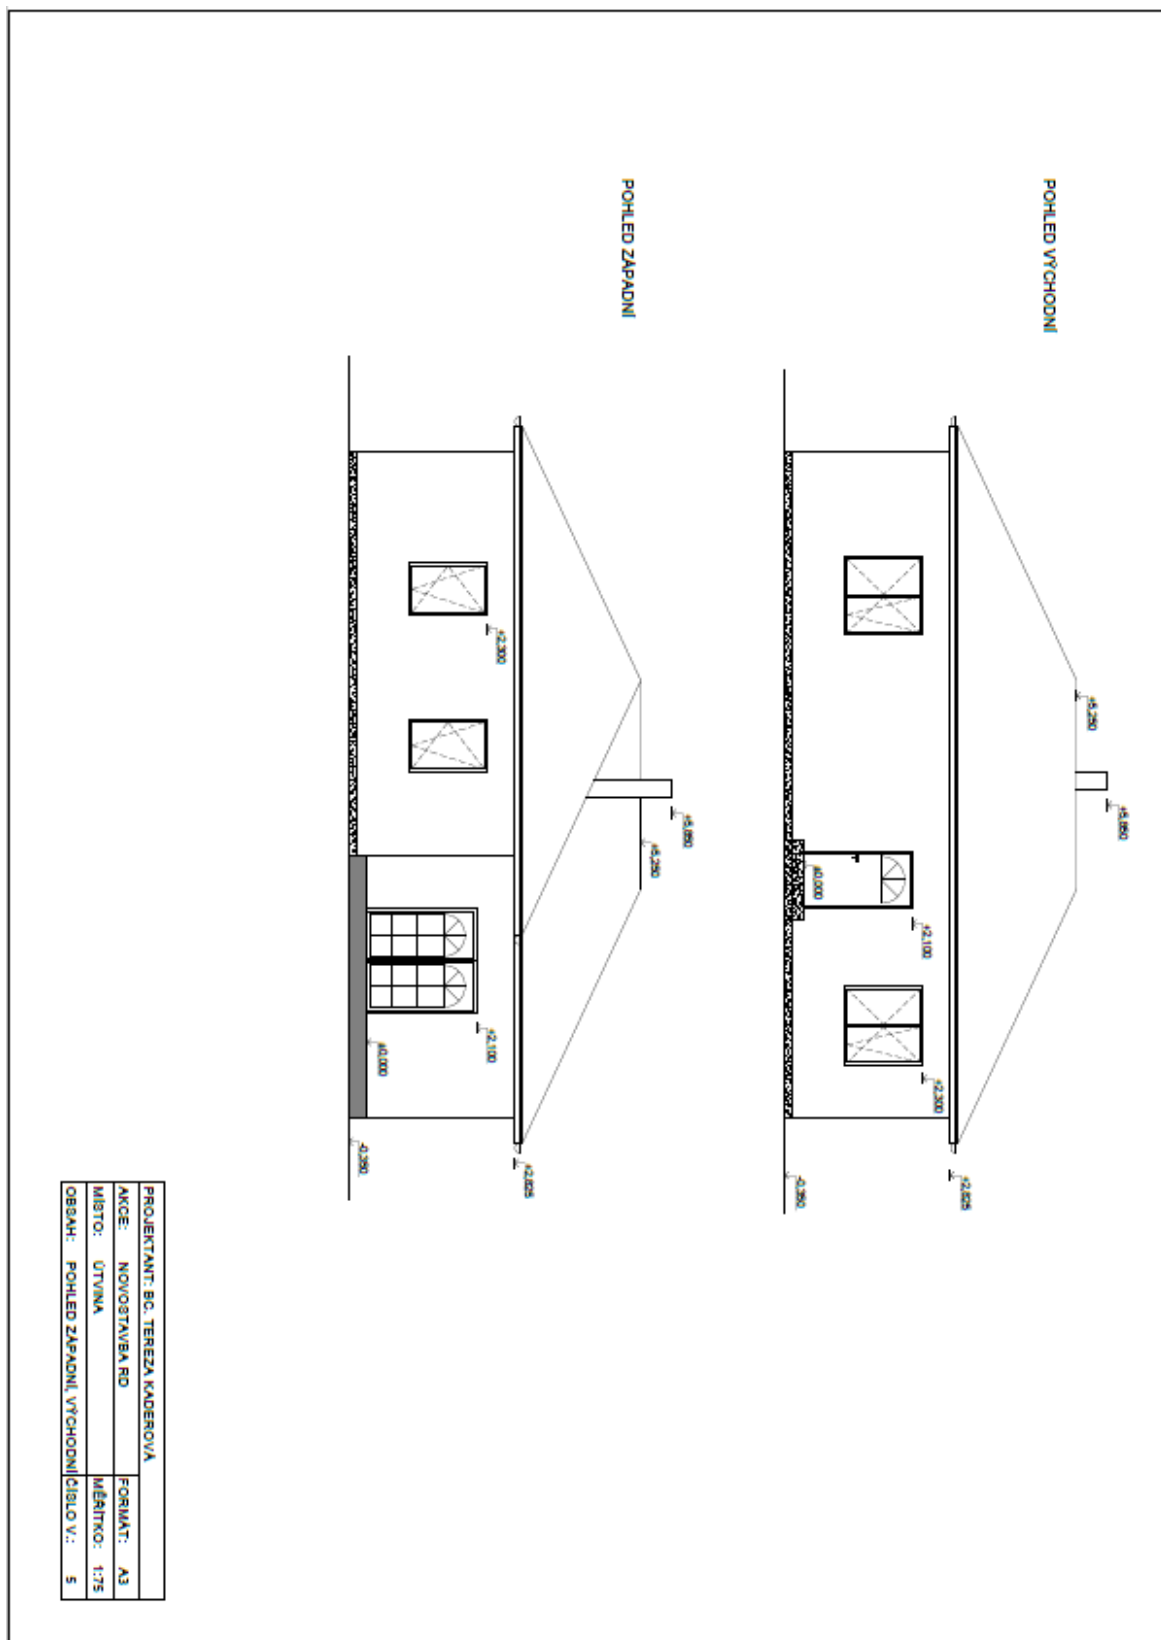 POHLED VÝCHODNÍ
+5,250
+5,850
±0,000
+2,100
+2,300
+2,825
-0,350
POHLED ZÁPADNÍ
+2,300
+5,850
+5,250
+2,100
±0,000
+2,825
-0,350
PROJEKTANT: BC. TEREZA KADEROVÁ
AKCE: NOVOSTAVBA RD FORMÁT: A3
MÍSTO: ÚTVINA MĚŘÍTKO: 1:75
OBSAH: POHLED ZÁPADNÍ, VÝCHODNÍ ČÍSLO V.: 5